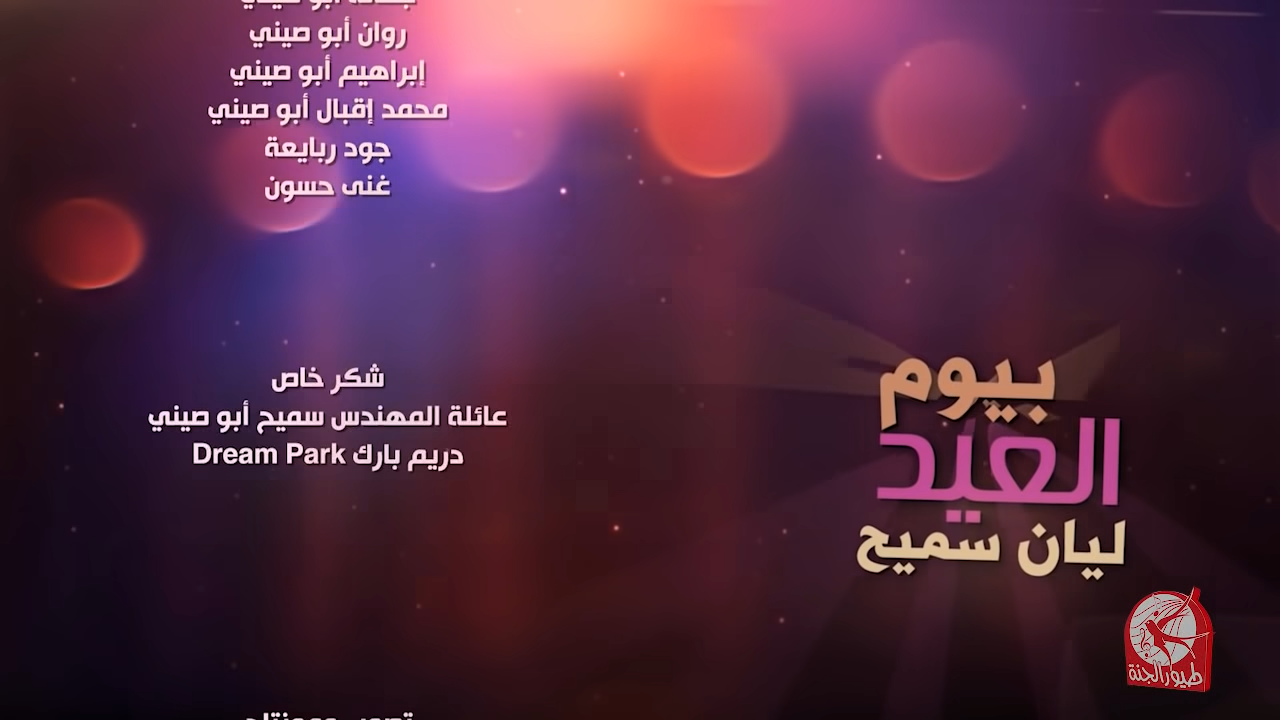 روان أبو صيني
إبراهيم أبو صيني
محمد إقبال أبو صيني
جود ربايعة
غنى حسون
شكر خاص
عائلة المهندس سميح أبو صيني
دريم بارك Dream Park
بيوم
العيد
ليان سميح
طيور الجنة